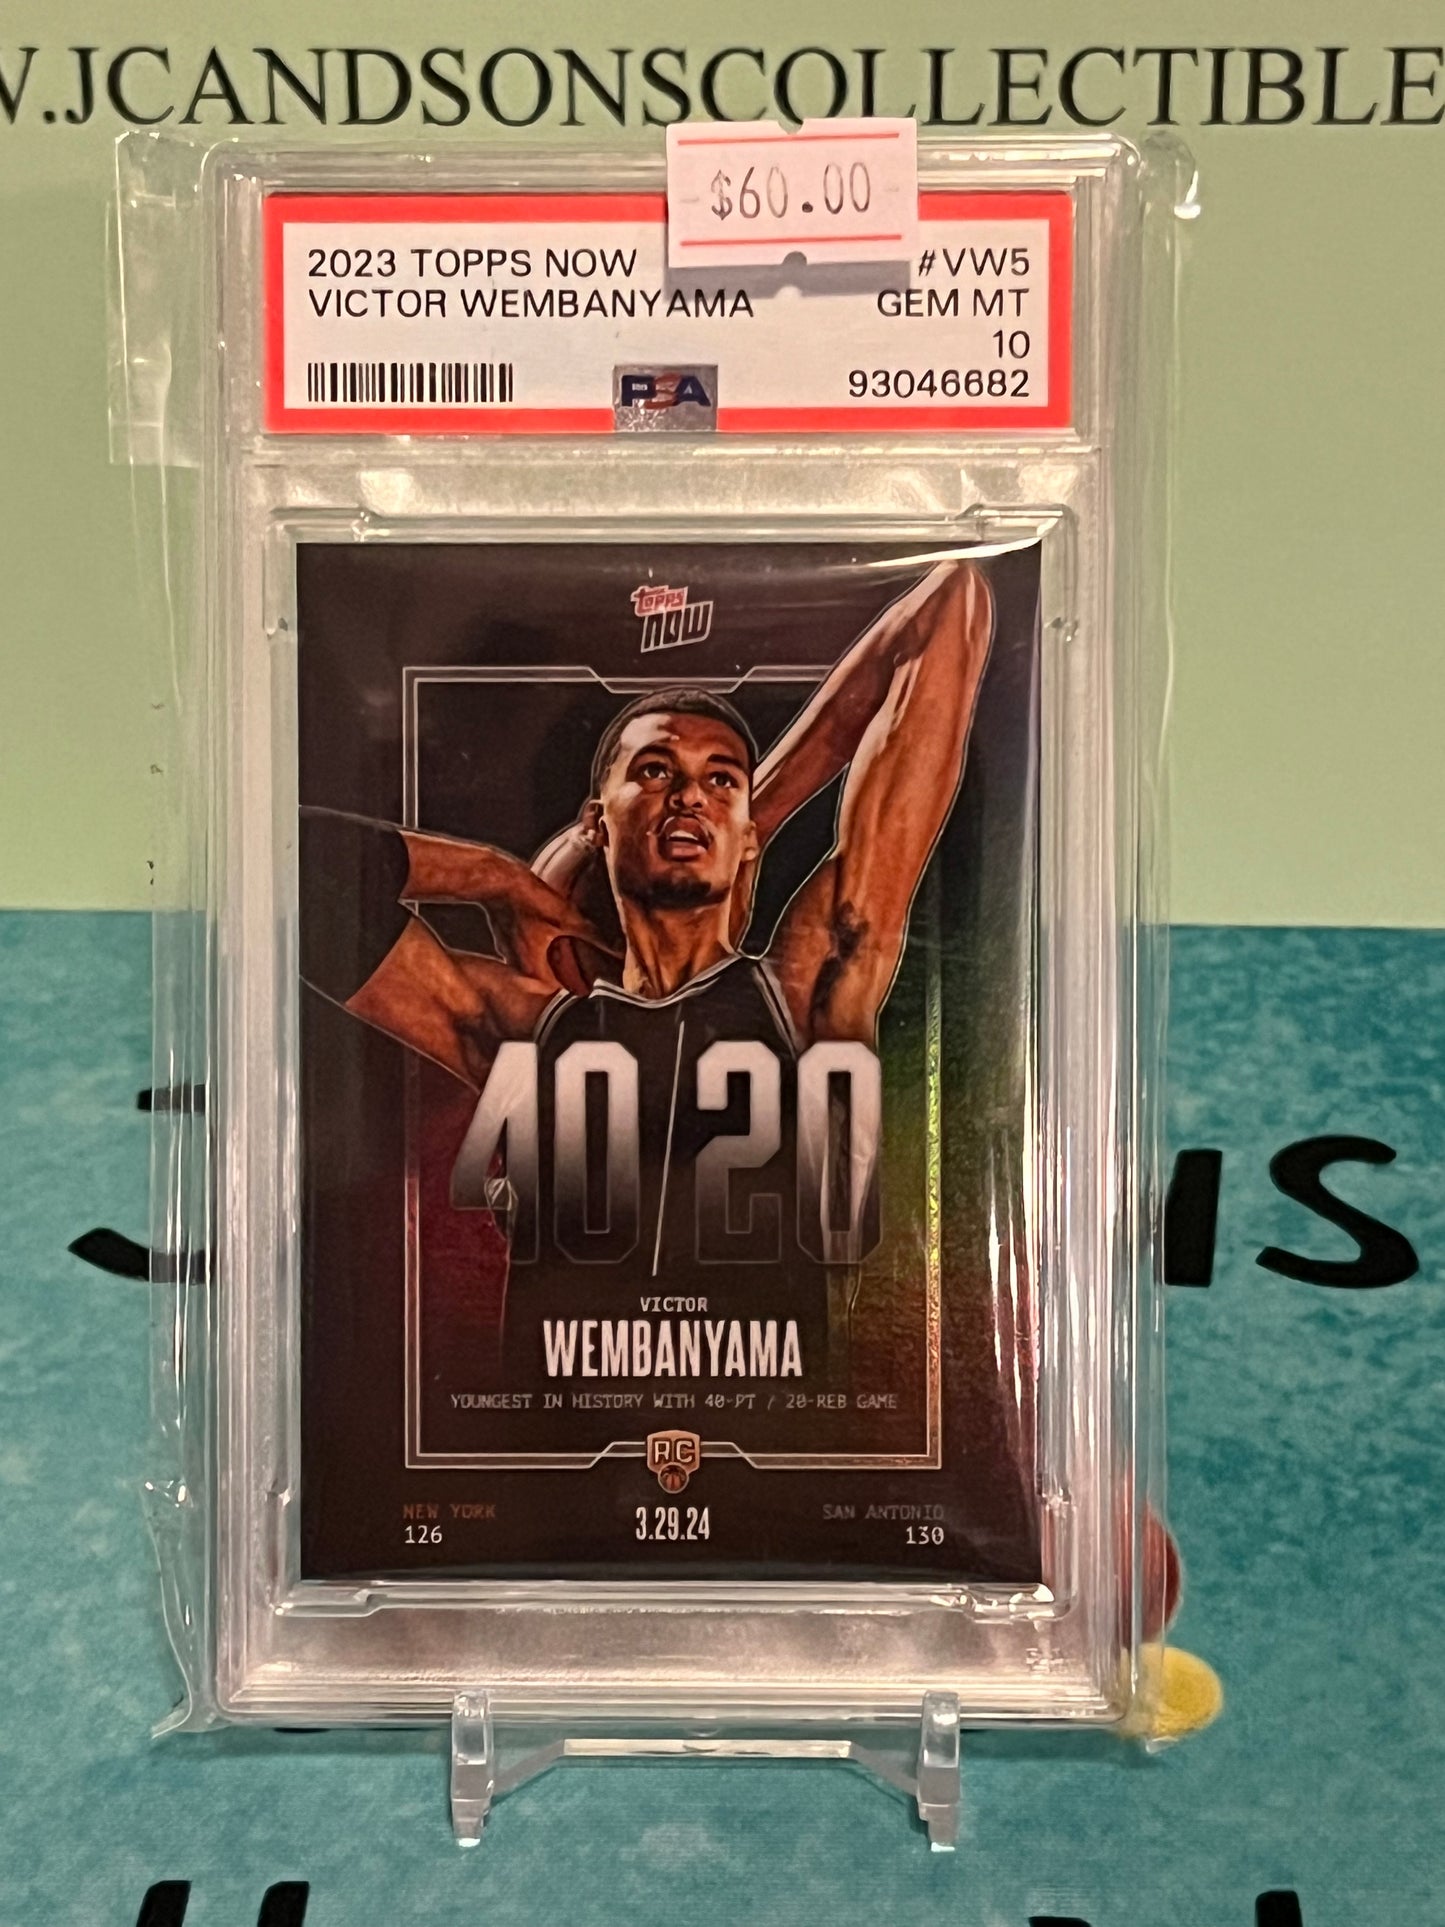 W.JCANDSONSCOLLECTIBLE
$60.00
2023 TOPPS NOW #VW5
VICTOR WEMBANYAMA GEM MT
10
PSA 93046682
topps
now
40/20
VICTOR
WEMBANYAMA
YOUNGEST IN HISTORY WITH 40-PT / 20-REB GAME
RC
NEW YORK 3.29.24 SAN ANTONIO
126 130